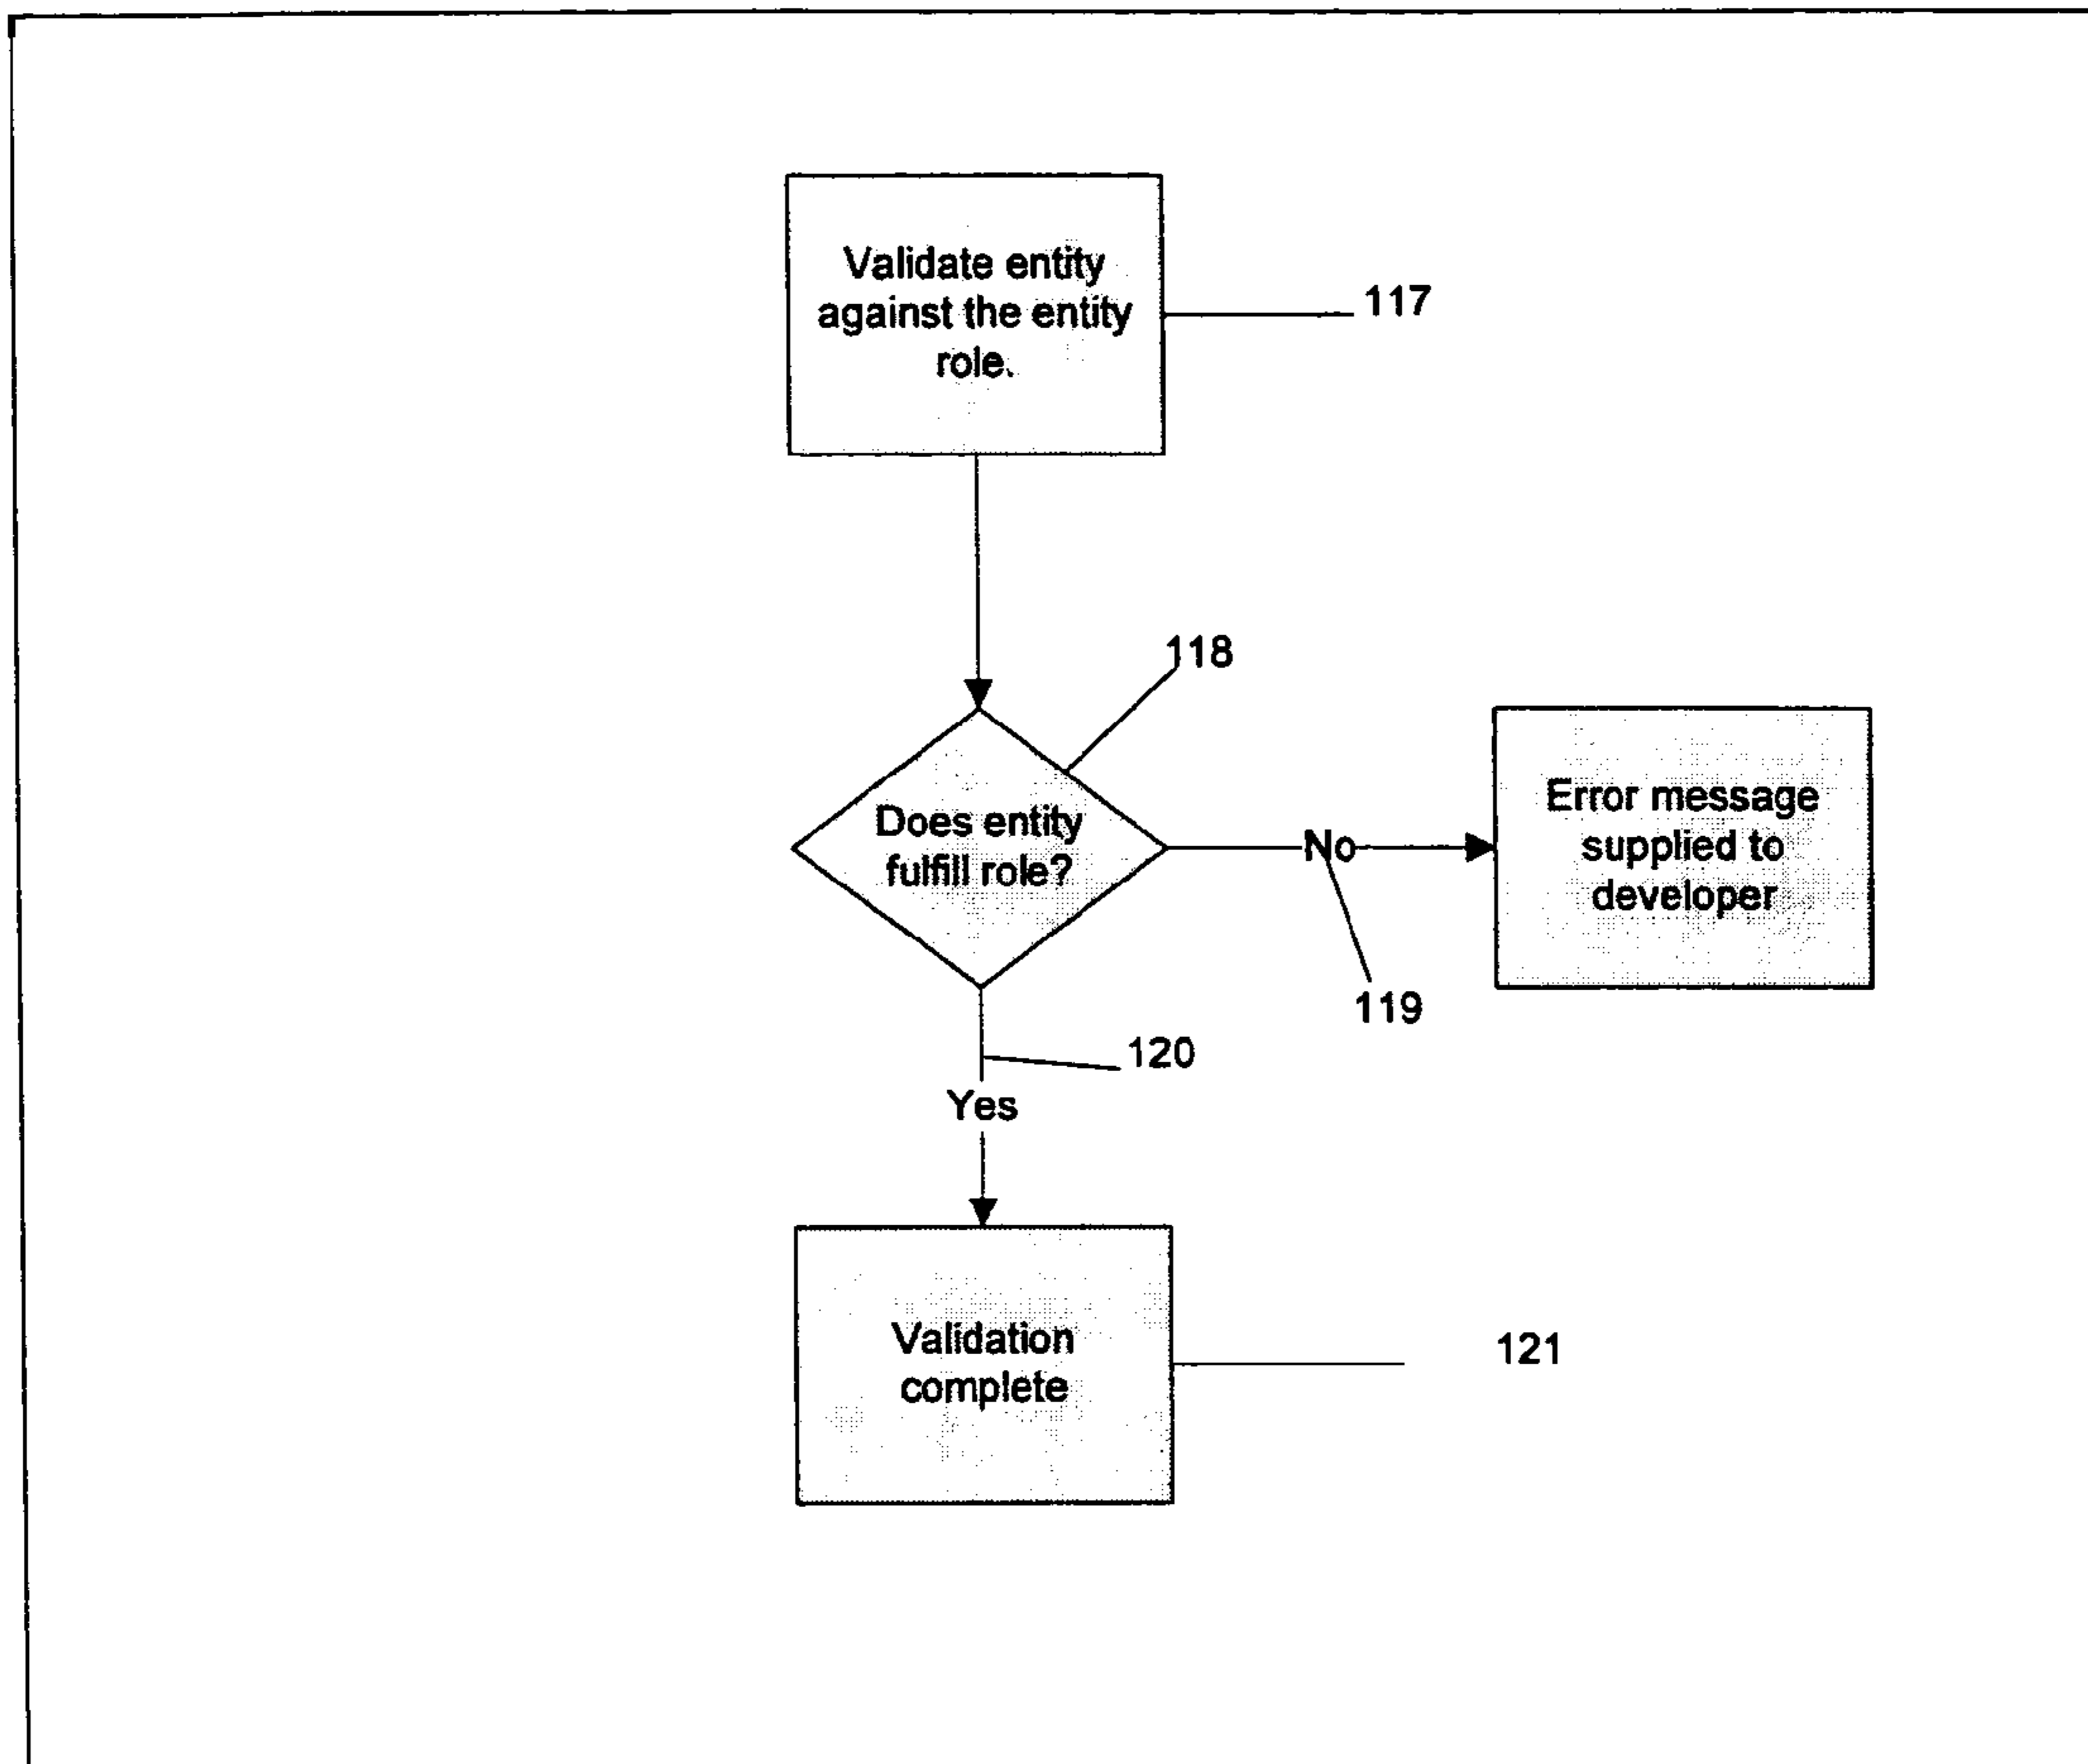 Validate entity
against the entity
role.
117
118
Does entity
fulfill role?
No
Error message
supplied to
developer
119
120
Yes
Validation
complete
121